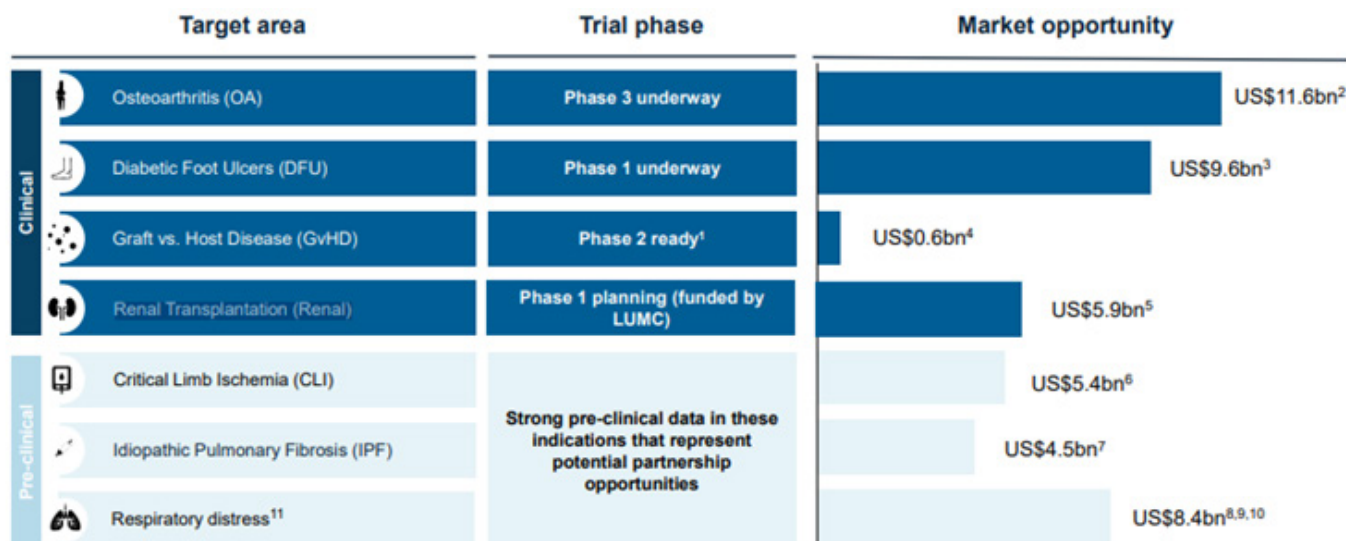 Target area
Trial phase
Market opportunity
Clinical
Osteoarthritis (OA)
Phase 3 underway
US$11.6bn²
Diabetic Foot Ulcers (DFU)
Phase 1 underway
US$9.6bn³
Graft vs. Host Disease (GvHD)
Phase 2 ready¹
US$0.6bn⁴
Renal Transplantation (Renal)
Phase 1 planning (funded by
LUMC)
US$5.9bn⁵
Pre-clinical
Critical Limb Ischemia (CLI)
US$5.4bn⁶
Idiopathic Pulmonary Fibrosis (IPF)
US$4.5bn⁷
Respiratory distress¹¹
US$8.4bn⁸,⁹,¹⁰
Strong pre-clinical data in these
indications that represent
potential partnership
opportunities